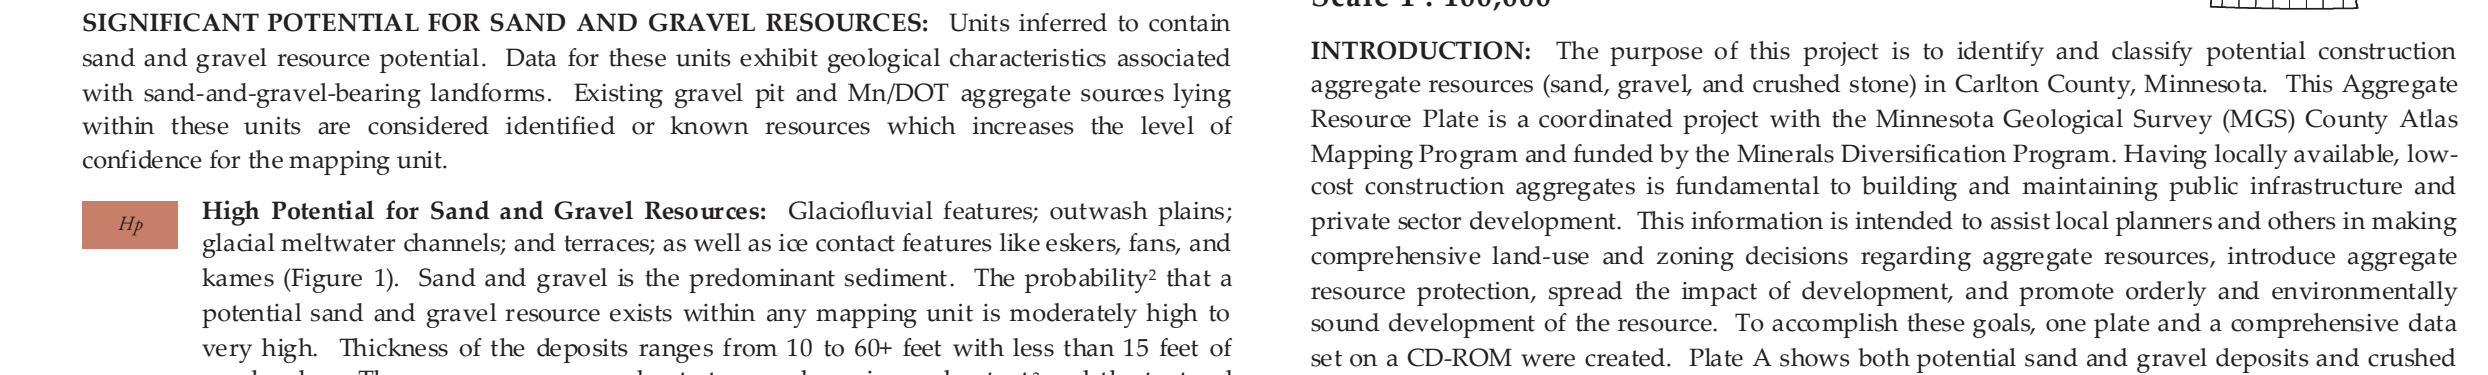 SIGNIFICANT POTENTIAL FOR SAND AND GRAVEL RESOURCES: Units inferred to contain
sand and gravel resource potential. Data for these units exhibit geological characteristics associated
with sand-and-gravel-bearing landforms. Existing gravel pit and Mn/DOT aggregate sources lying
within these units are considered identified or known resources which increases the level of
confidence for the mapping unit.
Hp
High Potential for Sand and Gravel Resources: Glaciofluvial features; outwash plains;
glacial meltwater channels; and terraces; as well as ice contact features like eskers, fans, and
kames (Figure 1). Sand and gravel is the predominant sediment. The probability² that a
potential sand and gravel resource exists within any mapping unit is moderately high to
very high. Thickness of the deposits ranges from 10 to 60+ feet with less than 15 feet of
Scale 1 : 100,000
INTRODUCTION: The purpose of this project is to identify and classify potential construction
aggregate resources (sand, gravel, and crushed stone) in Carlton County, Minnesota. This Aggregate
Resource Plate is a coordinated project with the Minnesota Geological Survey (MGS) County Atlas
Mapping Program and funded by the Minerals Diversification Program. Having locally available, low-
cost construction aggregates is fundamental to building and maintaining public infrastructure and
private sector development. This information is intended to assist local planners and others in making
comprehensive land-use and zoning decisions regarding aggregate resources, introduce aggregate
resource protection, spread the impact of development, and promote orderly and environmentally
sound development of the resource. To accomplish these goals, one plate and a comprehensive data
set on a CD-ROM were created. Plate A shows both potential sand and gravel deposits and crushed